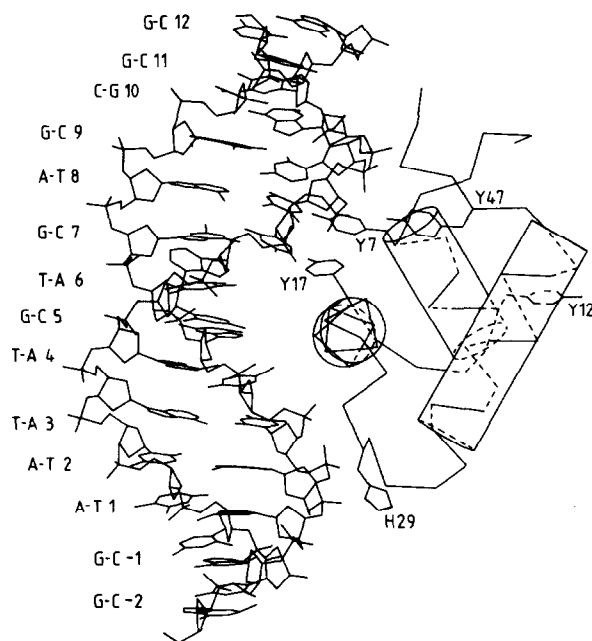 G-C 12
G-C 11
C-G 10
G-C 9
A-T 8
G-C 7
T-A 6
G-C 5
T-A 4
T-A 3
A-T 2
A-T 1
G-C -1
G-C -2
Y47
Y7
Y17
Y12
H29